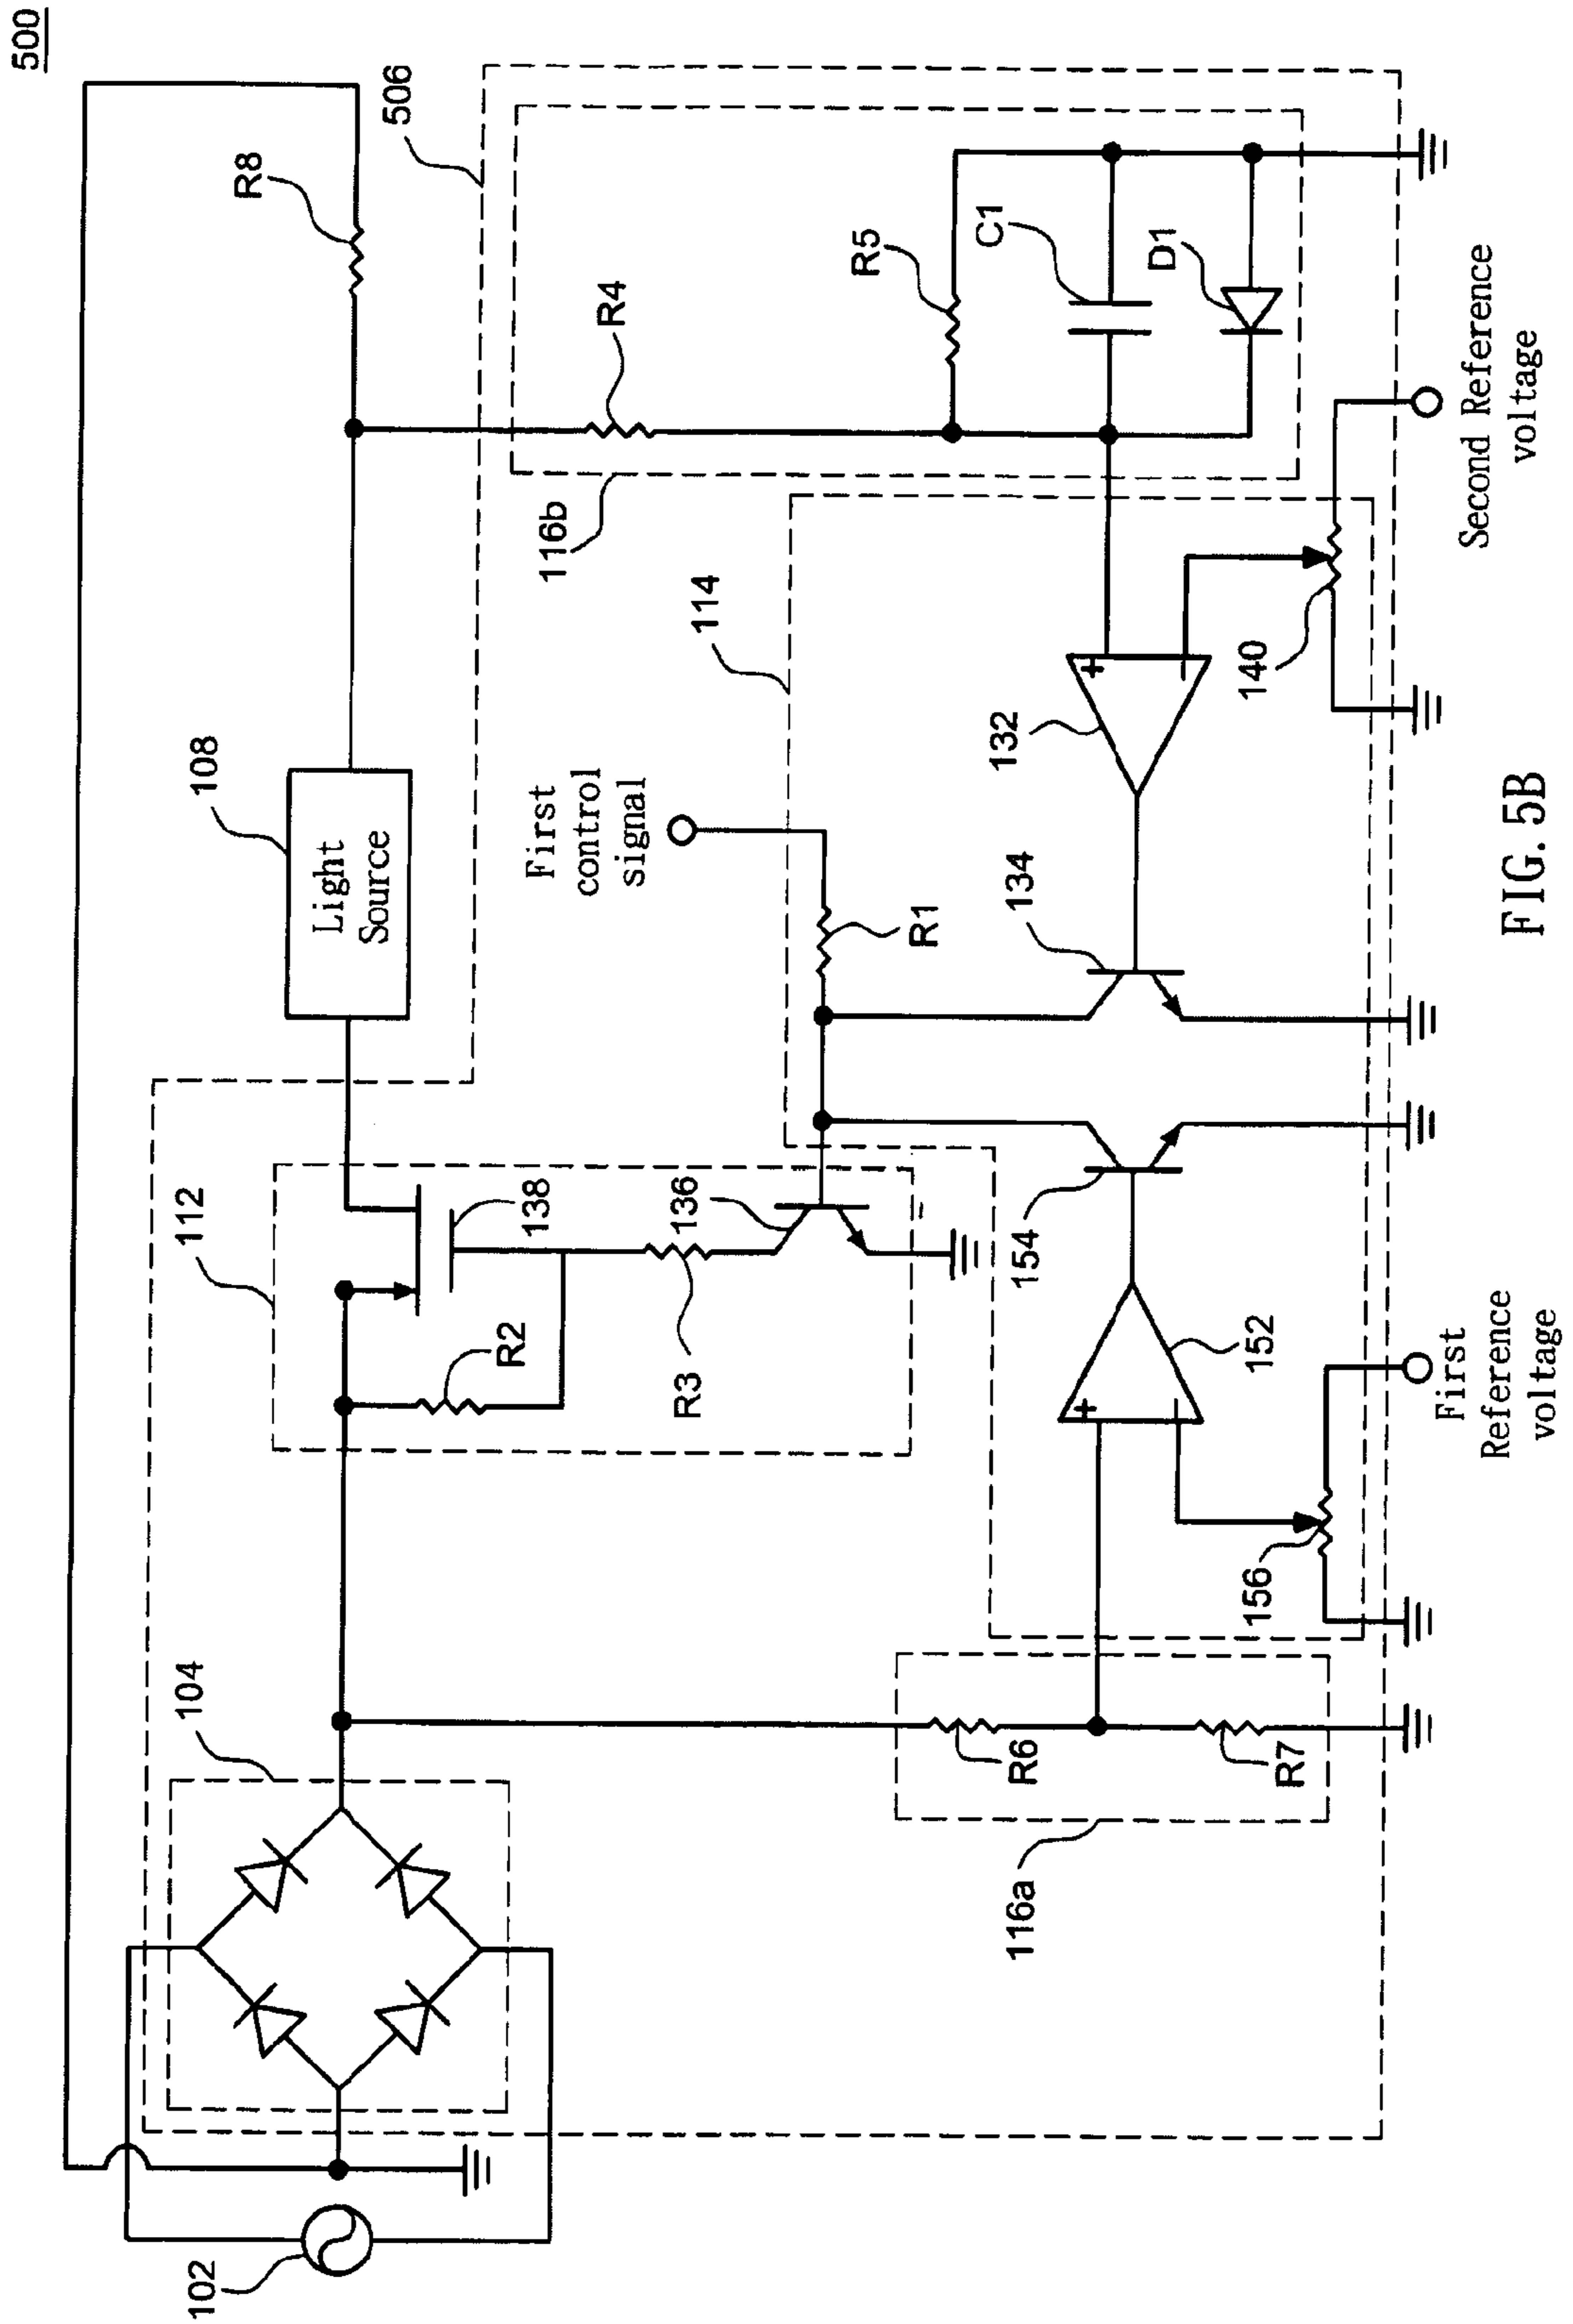 500
R8
506
108
Light
Source
R4
R5
C1
D1
116b
114
First
control
signal
112
138
136
R2
R3
R1
132
134
140
Second Reference
voltage
104
154
152
156
First
Reference
voltage
R6
R7
116a
102
+
−
+
−
FIG. 5B